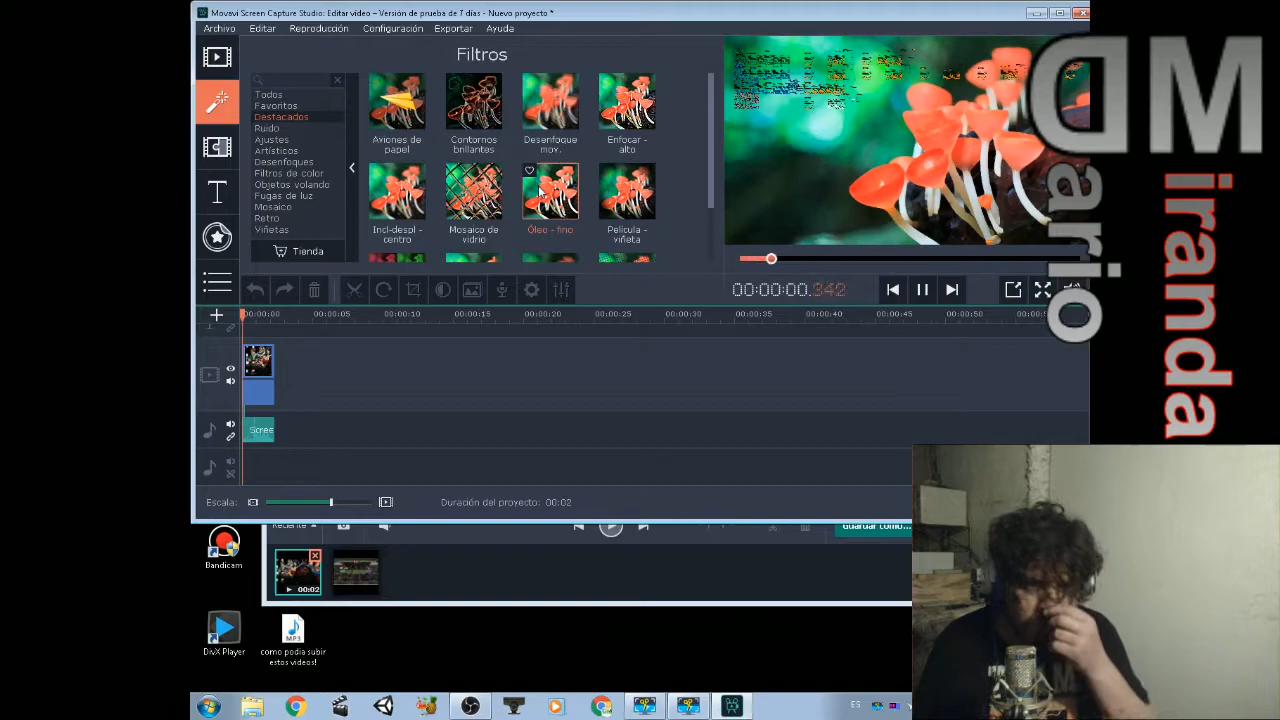 Movavi Screen Capture Studio: Editar vídeo – Versión de prueba de 7 días - Nuevo proyecto *
Archivo Editar Reproducción Configuración Exportar Ayuda
Filtros
Todos
Favoritos
Destacados
Ruido
Ajustes
Artísticos
Desenfoques
Filtros de color
Objetos volando
Fugas de luz
Mosaico
Retro
Viñetas
Tienda
Aviones de papel
Contornos brillantes
Desenfoque mov.
Enfocar - alto
Incl-despl - centro
Mosaico de vidrio
Óleo - fino
Película - viñeta
00:00:00.342
00:00:00 00:00:05 00:00:10 00:00:15 00:00:20 00:00:25 00:00:30 00:00:35 00:00:40 00:00:45 00:00:50
Scree
Escala:
Duración del proyecto: 00:02
Reciente
Guardar como...
00:02
Bandicam
DivX Player
MP3
como podia subir estos videos!
ES
Dario
Miranda